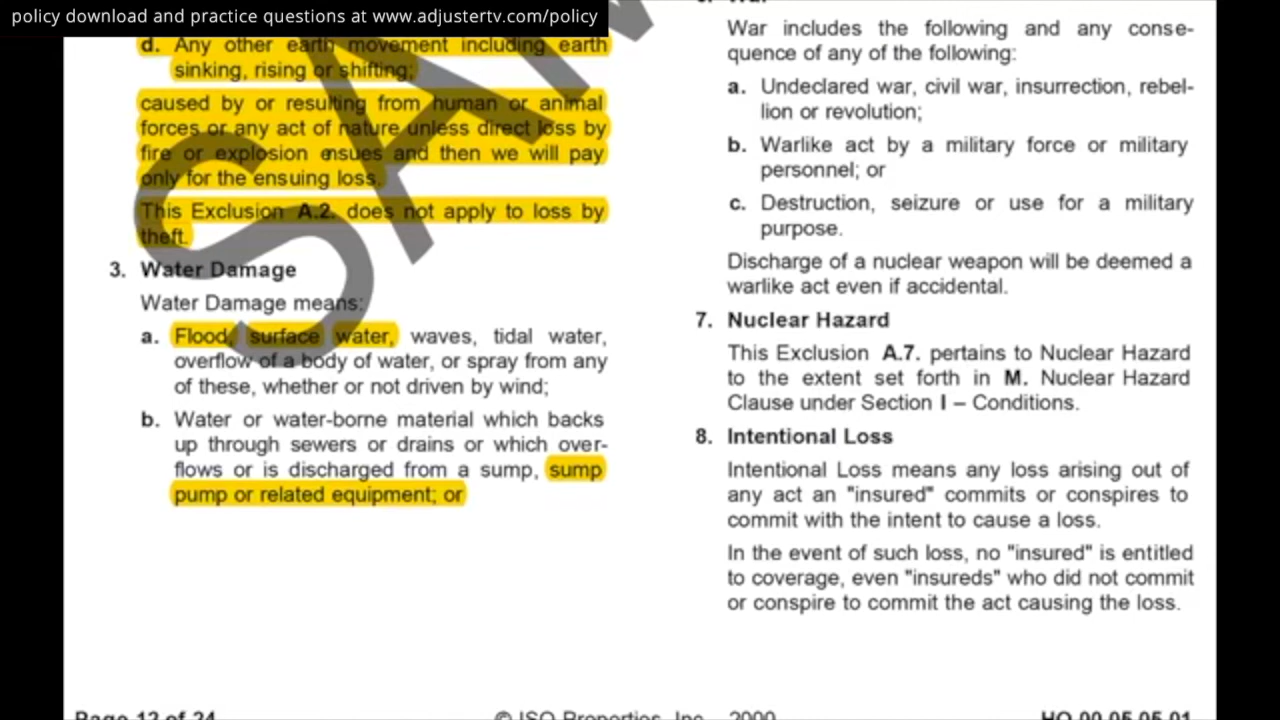 policy download and practice questions at www.adjustertv.com/policy
d. Any other earth movement including earth
sinking, rising or shifting;
caused by or resulting from human or animal
forces or any act of nature unless direct loss by
fire or explosion ensues and then we will pay
only for the ensuing loss.
This Exclusion A.2. does not apply to loss by
theft.
3. Water Damage
Water Damage means:
a. Flood, surface water, waves, tidal water,
overflow of a body of water, or spray from any
of these, whether or not driven by wind;
b. Water or water-borne material which backs
up through sewers or drains or which over-
flows or is discharged from a sump, sump
pump or related equipment; or
War
War includes the following and any conse-
quence of any of the following:
a. Undeclared war, civil war, insurrection, rebel-
lion or revolution;
b. Warlike act by a military force or military
personnel; or
c. Destruction, seizure or use for a military
purpose.
Discharge of a nuclear weapon will be deemed a
warlike act even if accidental.
7. Nuclear Hazard
This Exclusion A.7. pertains to Nuclear Hazard
to the extent set forth in M. Nuclear Hazard
Clause under Section I – Conditions.
8. Intentional Loss
Intentional Loss means any loss arising out of
any act an "insured" commits or conspires to
commit with the intent to cause a loss.
In the event of such loss, no "insured" is entitled
to coverage, even "insureds" who did not commit
or conspire to commit the act causing the loss.
Page 12 of 24
© ISO Properties, Inc., 2000
HO 00 05 05 01